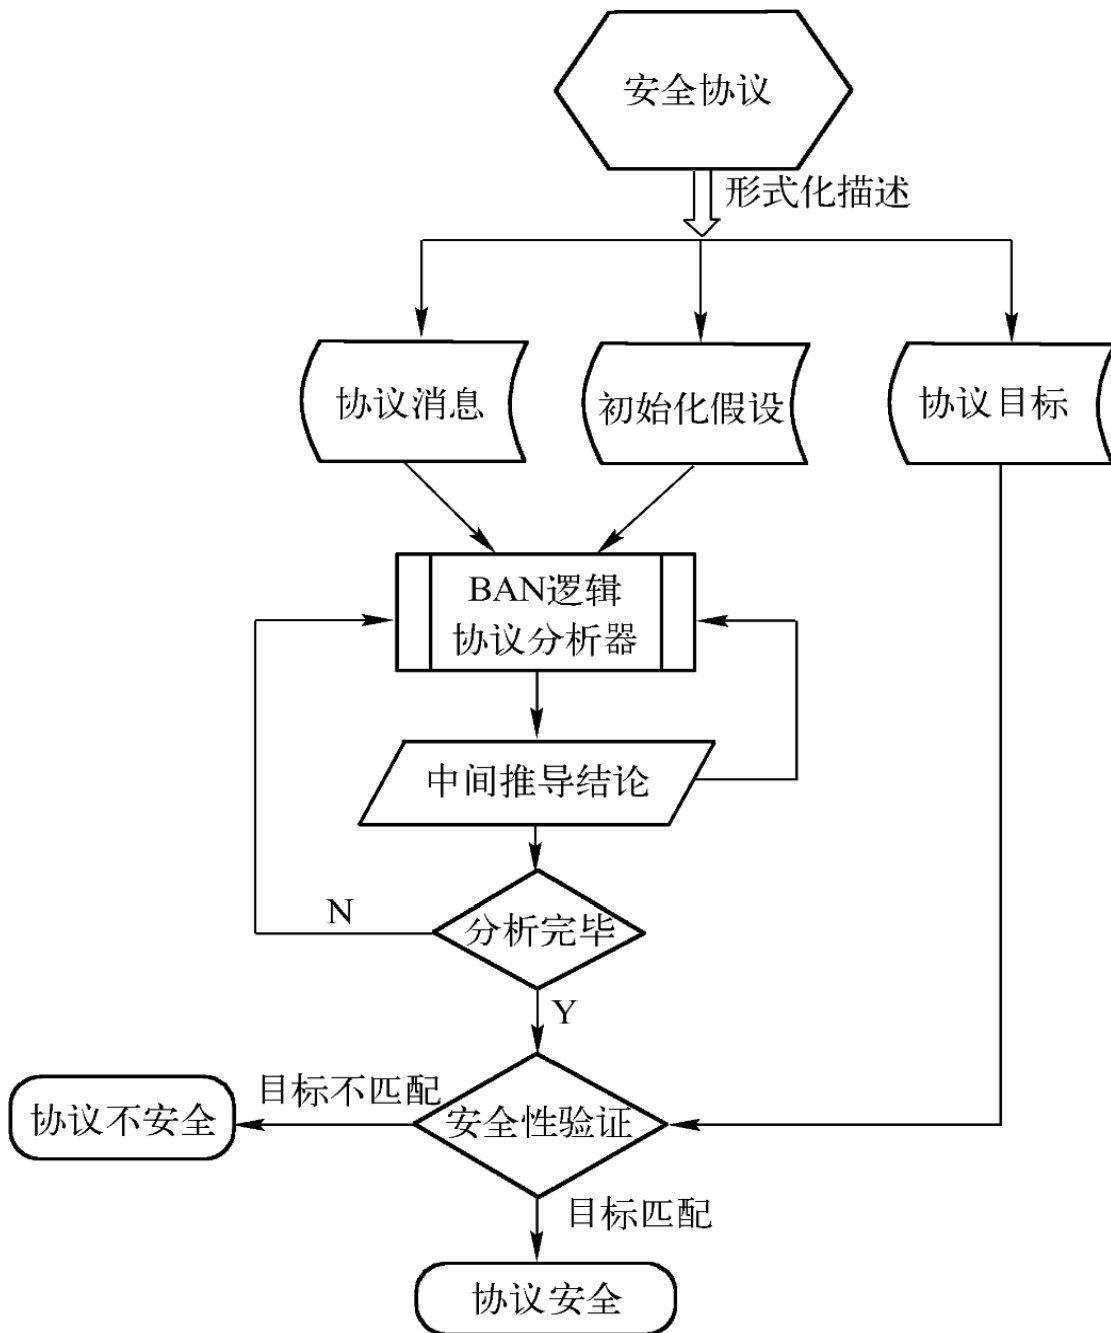 安全协议
形式化描述
协议消息
初始化假设
协议目标
BAN逻辑
协议分析器
中间推导结论
N
分析完毕
Y
目标不匹配
协议不安全
安全性验证
目标匹配
协议安全